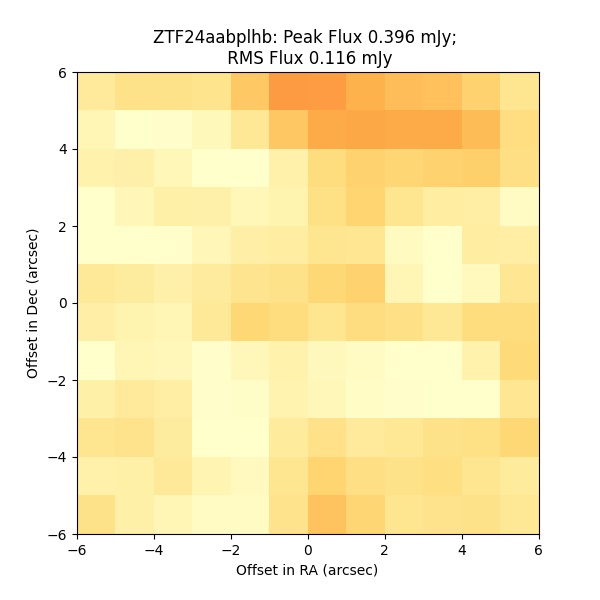 ZTF24aabplhb: Peak Flux 0.396 mJy;
RMS Flux 0.116 mJy
6
4
2
0
−2
−4
−6
Offset in Dec (arcsec)
−6 −4 −2 0 2 4 6
Offset in RA (arcsec)